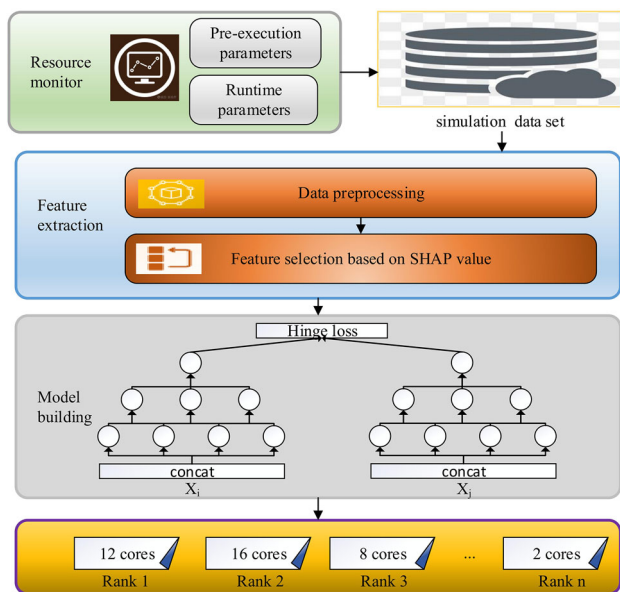 Resource
monitor
Pre-execution
parameters
Runtime
parameters
simulation data set
Feature
extraction
Data preprocessing
Feature selection based on SHAP value
Hinge loss
Model
building
concat
X_i
concat
X_j
12 cores
16 cores
8 cores
...
2 cores
Rank 1
Rank 2
Rank 3
Rank n